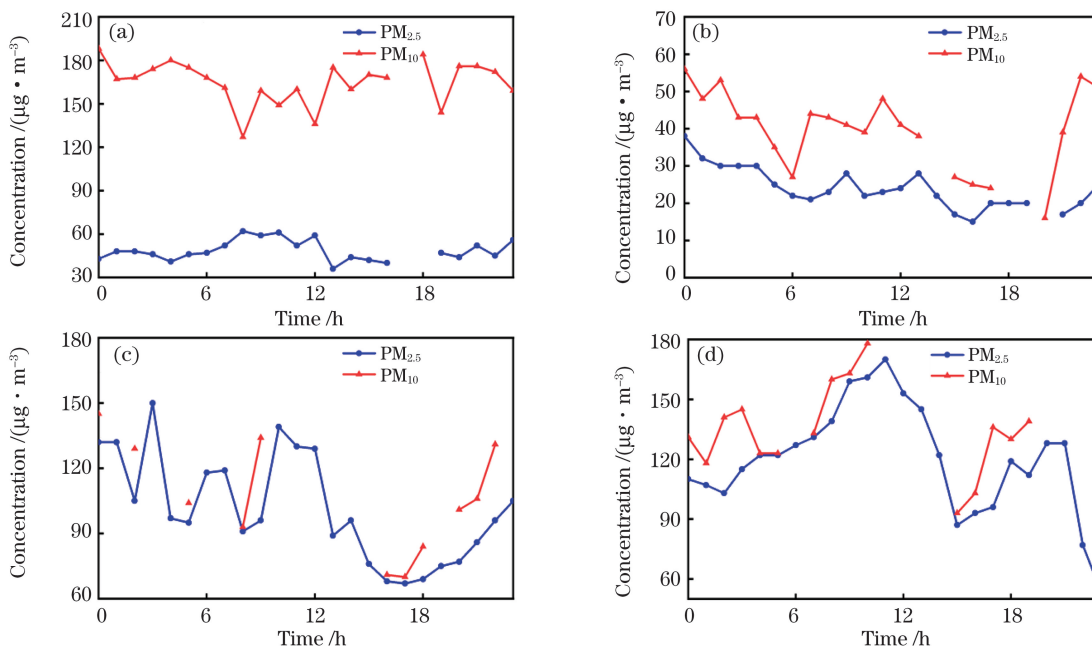 (a)
PM₂.₅
PM₁₀
Concentration /(μg • m⁻³)
210
180
150
120
90
60
30
0
6
12
18
Time /h
(b)
PM₂.₅
PM₁₀
Concentration /(μg • m⁻³)
70
60
50
40
30
20
10
0
0
6
12
18
Time /h
(c)
PM₂.₅
PM₁₀
Concentration /(μg • m⁻³)
180
150
120
90
60
0
6
12
18
Time /h
(d)
PM₂.₅
PM₁₀
Concentration /(μg • m⁻³)
180
150
120
90
60
0
6
12
18
Time /h